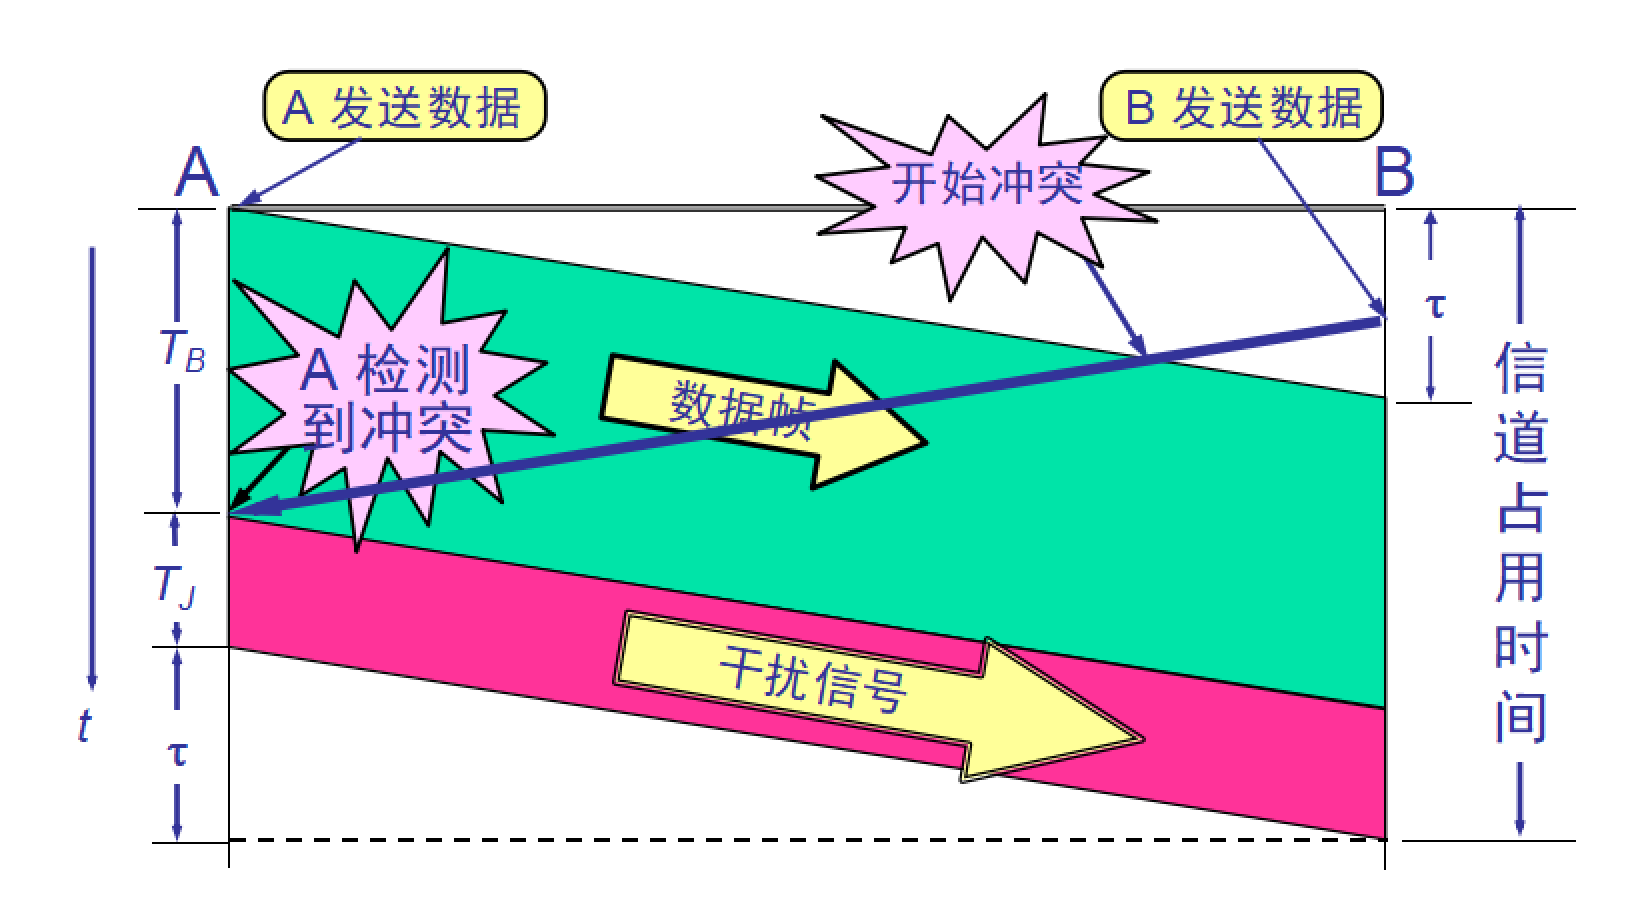 A 发送数据
B 发送数据
A
开始冲突
B
τ
T_B
A 检测
到冲突
数据帧
信道占用时间
T_J
干扰信号
t
τ